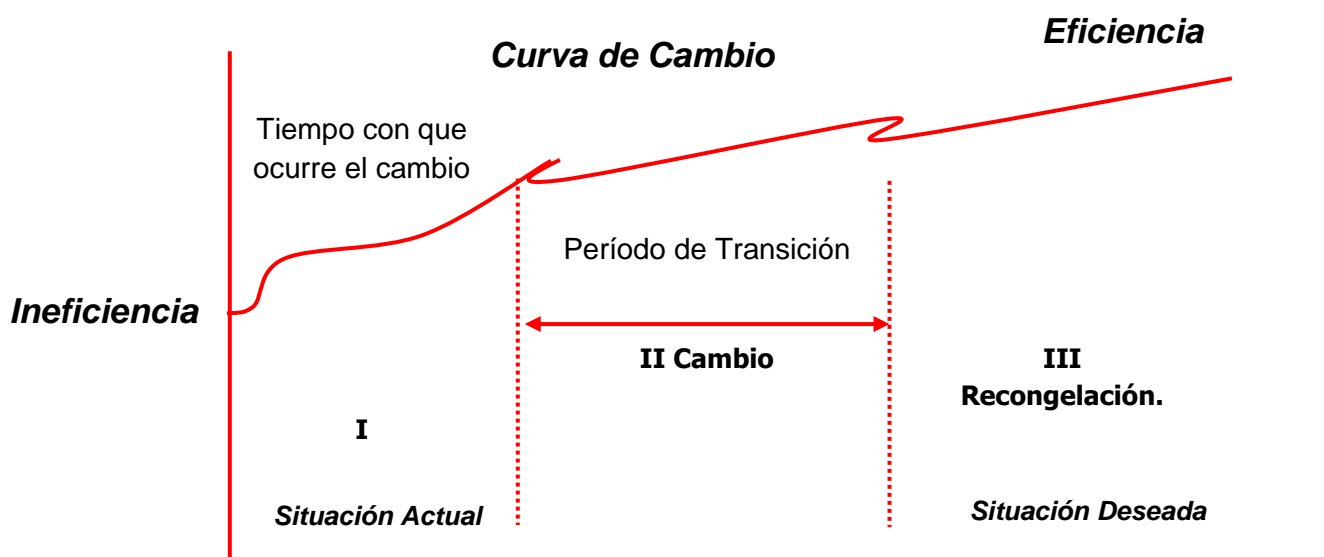 Eficiencia
Curva de Cambio
Tiempo con que
ocurre el cambio
Período de Transición
Ineficiencia
II Cambio
III
Recongelación.
I
Situación Actual
Situación Deseada